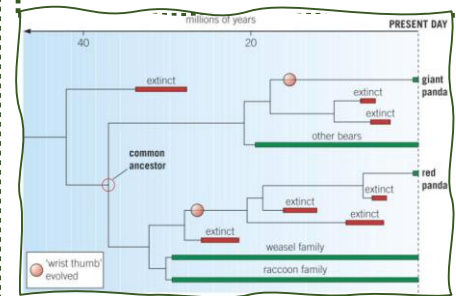 millions of years
PRESENT DAY
40
20
extinct
giant
panda
extinct
extinct
other bears
common
ancestor
red
panda
extinct
extinct
extinct
extinct
weasel family
raccoon family
'wrist thumb'
evolved